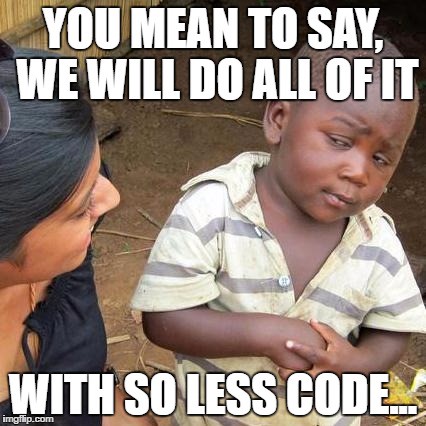 YOU MEAN TO SAY,
WE WILL DO ALL OF IT
WITH SO LESS CODE...
imgflip.com